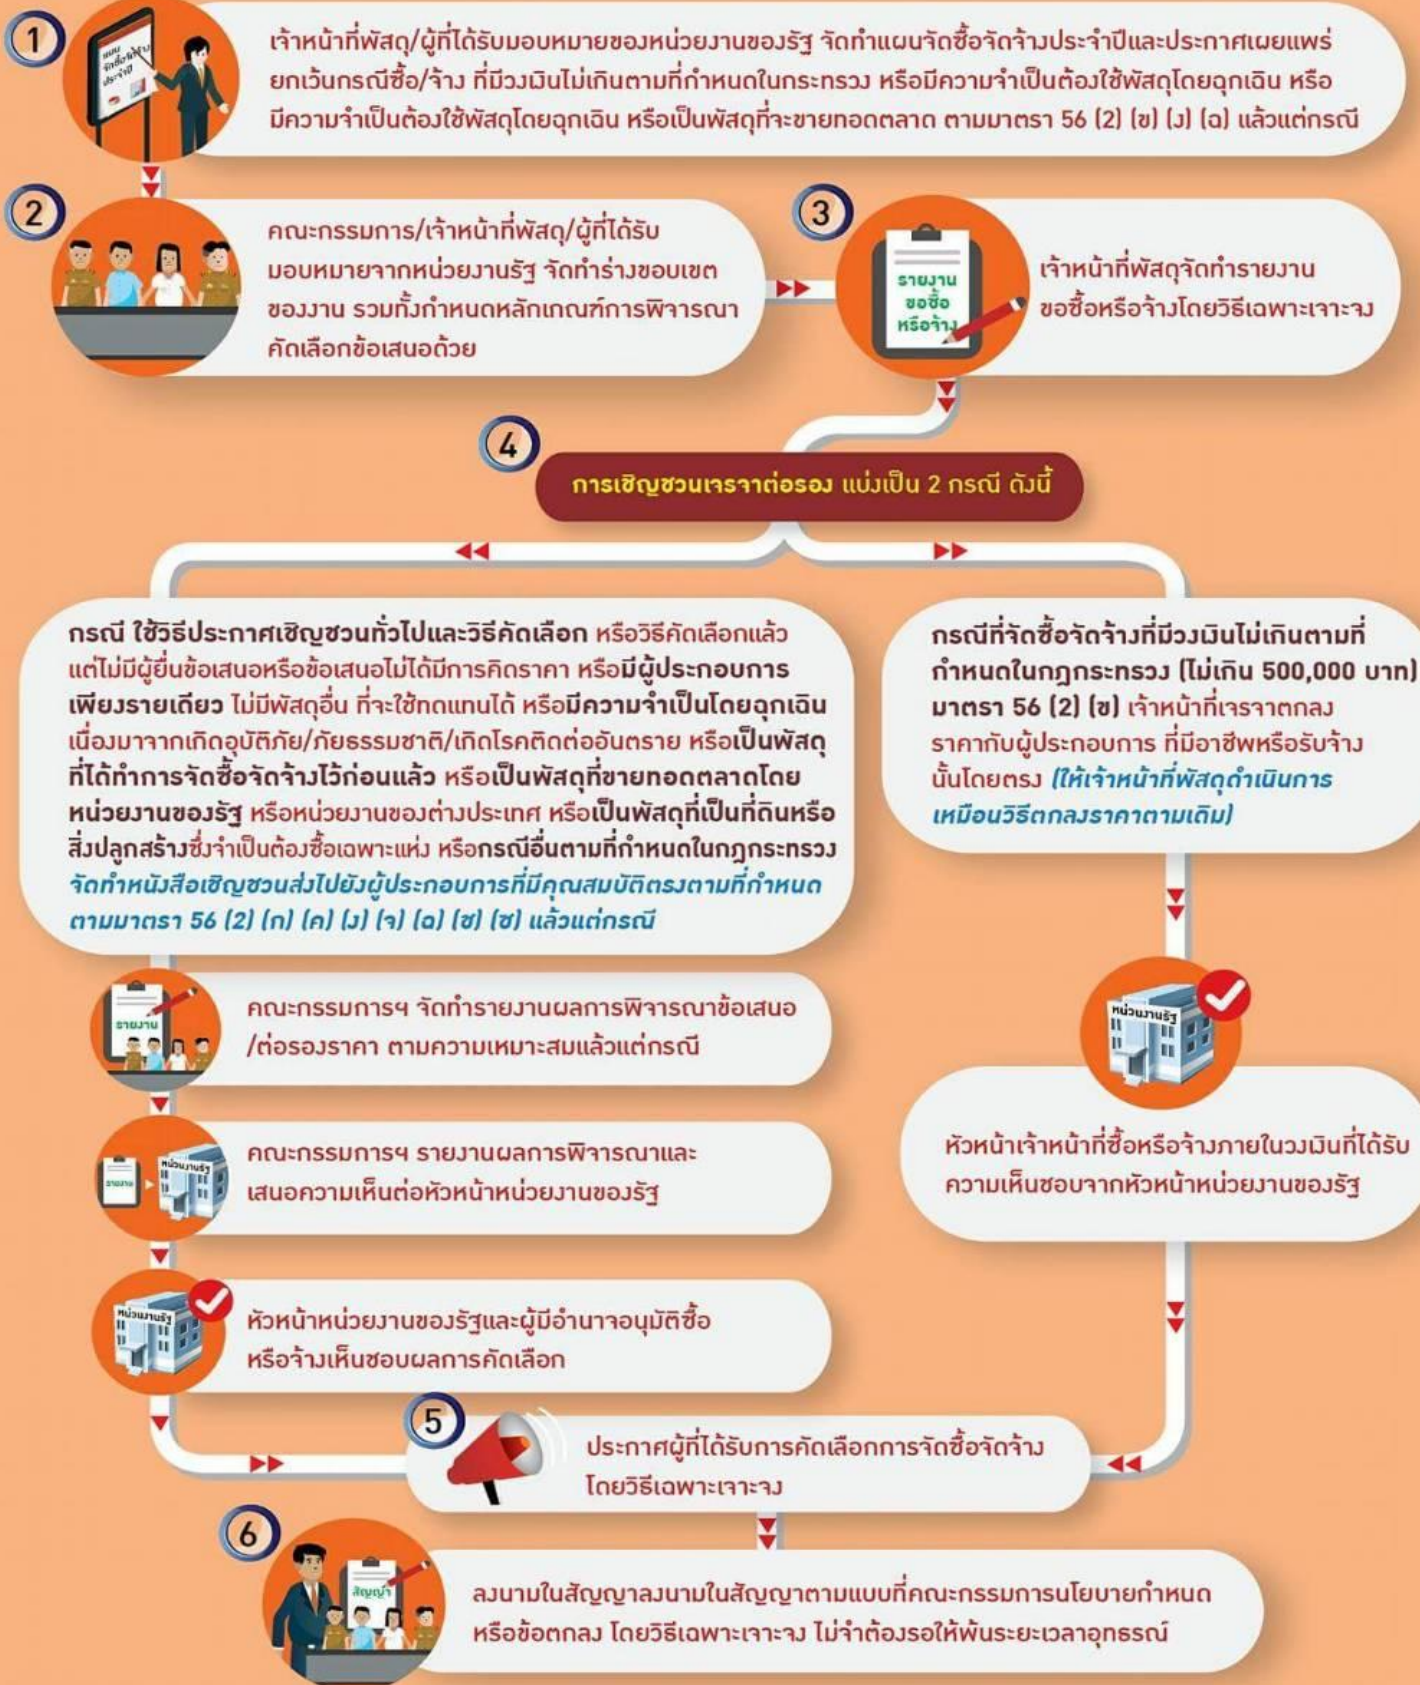 1
แผน
จัดซื้อจัดจ้าง
ประจำปี
เจ้าหน้าที่พัสดุ/ผู้ที่ได้รับมอบหมายของหน่วยงานของรัฐ จัดทำแผนจัดซื้อจัดจ้างประจำปีและประกาศเผยแพร่
ยกเว้นกรณีซื้อ/จ้าง ที่มีวงเงินไม่เกินตามที่กำหนดในกระทรวง หรือมีความจำเป็นต้องใช้พัสดุโดยฉุกเฉิน หรือ
มีความจำเป็นต้องใช้พัสดุโดยฉุกเฉิน หรือเป็นพัสดุที่จะขายทอดตลาด ตามมาตรา 56 (2) (ข) (ง) (ฉ) แล้วแต่กรณี
2
คณะกรรมการ/เจ้าหน้าที่พัสดุ/ผู้ที่ได้รับ
มอบหมายจากหน่วยงานรัฐ จัดทำร่างขอบเขต
ของงาน รวมทั้งกำหนดหลักเกณฑ์การพิจารณา
คัดเลือกข้อเสนอด้วย
3
รายงาน
ขอซื้อ
หรือจ้าง
เจ้าหน้าที่พัสดุจัดทำรายงาน
ขอซื้อหรือจ้างโดยวิธีเฉพาะเจาะจง
4
การเชิญชวนเจรจาต่อรอง แบ่งเป็น 2 กรณี ดังนี้
กรณี ใช้วิธีประกาศเชิญชวนทั่วไปและวิธีคัดเลือก หรือวิธีคัดเลือกแล้ว
แต่ไม่มีผู้ยื่นข้อเสนอหรือข้อเสนอไม่ได้มีการคิดราคา หรือมีผู้ประกอบการ
เพียงรายเดียว ไม่มีพัสดุอื่น ที่จะใช้ทดแทนได้ หรือมีความจำเป็นโดยฉุกเฉิน
เนื่องมาจากเกิดอุบัติภัย/ภัยธรรมชาติ/เกิดโรคติดต่ออันตราย หรือเป็นพัสดุ
ที่ได้ทำการจัดซื้อจัดจ้างไว้ก่อนแล้ว หรือเป็นพัสดุที่ขายทอดตลาดโดย
หน่วยงานของรัฐ หรือหน่วยงานของต่างประเทศ หรือเป็นพัสดุที่เป็นที่ดินหรือ
สิ่งปลูกสร้างซึ่งจำเป็นต้องซื้อเฉพาะแห่ง หรือกรณีอื่นตามที่กำหนดในกฎกระทรวง
จัดทำหนังสือเชิญชวนส่งไปยังผู้ประกอบการที่มีคุณสมบัติตรงตามที่กำหนด
ตามมาตรา 56 (2) (ก) (ค) (ง) (จ) (ฉ) (ช) (ซ) แล้วแต่กรณี
กรณีที่จัดซื้อจัดจ้างที่มีวงเงินไม่เกินตามที่
กำหนดในกฎกระทรวง (ไม่เกิน 500,000 บาท)
มาตรา 56 (2) (ข) เจ้าหน้าที่เจรจาตกลง
ราคากับผู้ประกอบการ ที่มีอาชีพหรือรับจ้าง
นั้นโดยตรง (ให้เจ้าหน้าที่พัสดุดำเนินการ
เหมือนวิธีตกลงราคาตามเดิม)
รายงาน
คณะกรรมการฯ จัดทำรายงานผลการพิจารณาข้อเสนอ
/ต่อรองราคา ตามความเหมาะสมแล้วแต่กรณี
หน่วยงานรัฐ
หัวหน้าเจ้าหน้าที่ซื้อหรือจ้างภายในวงเงินที่ได้รับ
ความเห็นชอบจากหัวหน้าหน่วยงานของรัฐ
รายงาน
หน่วยงานรัฐ
คณะกรรมการฯ รายงานผลการพิจารณาและ
เสนอความเห็นต่อหัวหน้าหน่วยงานของรัฐ
หน่วยงานรัฐ
หัวหน้าหน่วยงานของรัฐและผู้มีอำนาจอนุมัติซื้อ
หรือจ้างเห็นชอบผลการคัดเลือก
5
ประกาศผู้ที่ได้รับการคัดเลือกการจัดซื้อจัดจ้าง
โดยวิธีเฉพาะเจาะจง
6
สัญญา
ลงนามในสัญญาลงนามในสัญญาตามแบบที่คณะกรรมการนโยบายกำหนด
หรือข้อตกลง โดยวิธีเฉพาะเจาะจง ไม่จำต้องรอให้พ้นระยะเวลาอุทธรณ์